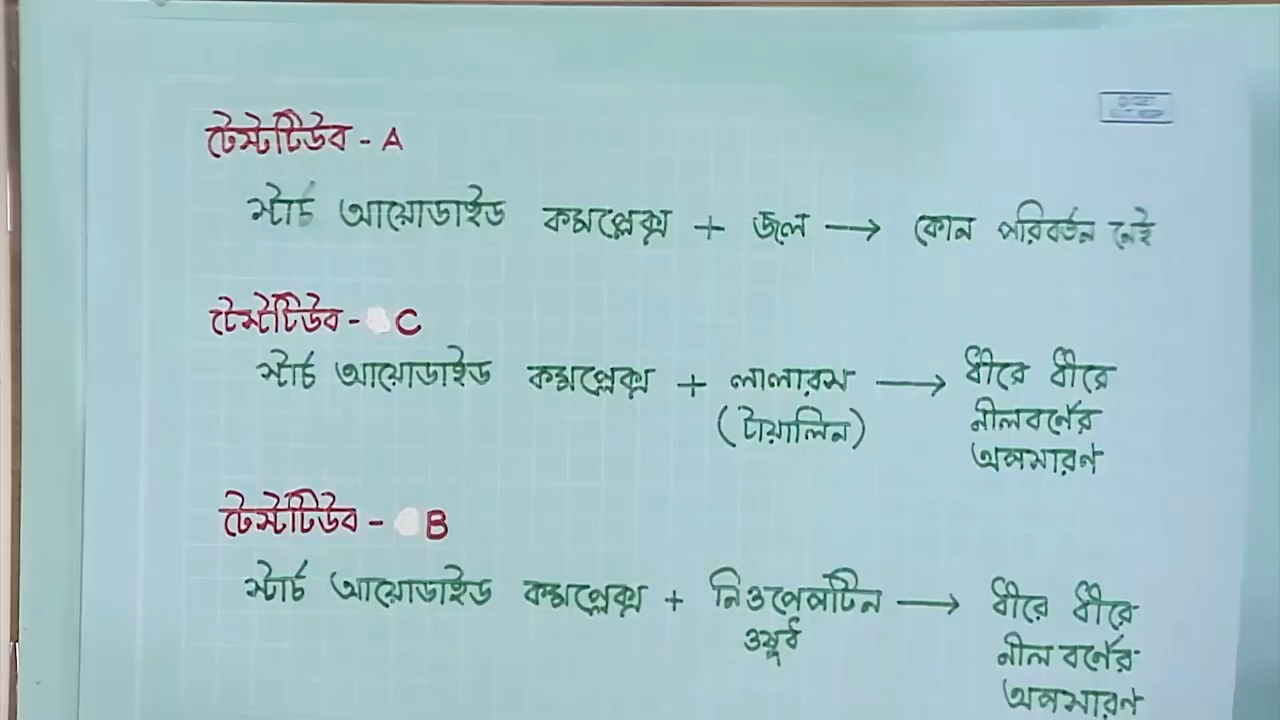 টেস্টটিউব - A
স্টার্চ আয়োডাইড কমপ্লেক্স + জল ⟶ কোন পরিবর্তন নেই
টেস্টটিউব - C
স্টার্চ আয়োডাইড কমপ্লেক্স + লালারস ⟶ ধীরে ধীরে
(টায়ালিন) নীলবর্ণের
অপসারণ
টেস্টটিউব - B
স্টার্চ আয়োডাইড কমপ্লেক্স + নিওপেপটিন ⟶ ধীরে ধীরে
ওষুধ নীল বর্ণের
অপসারণ